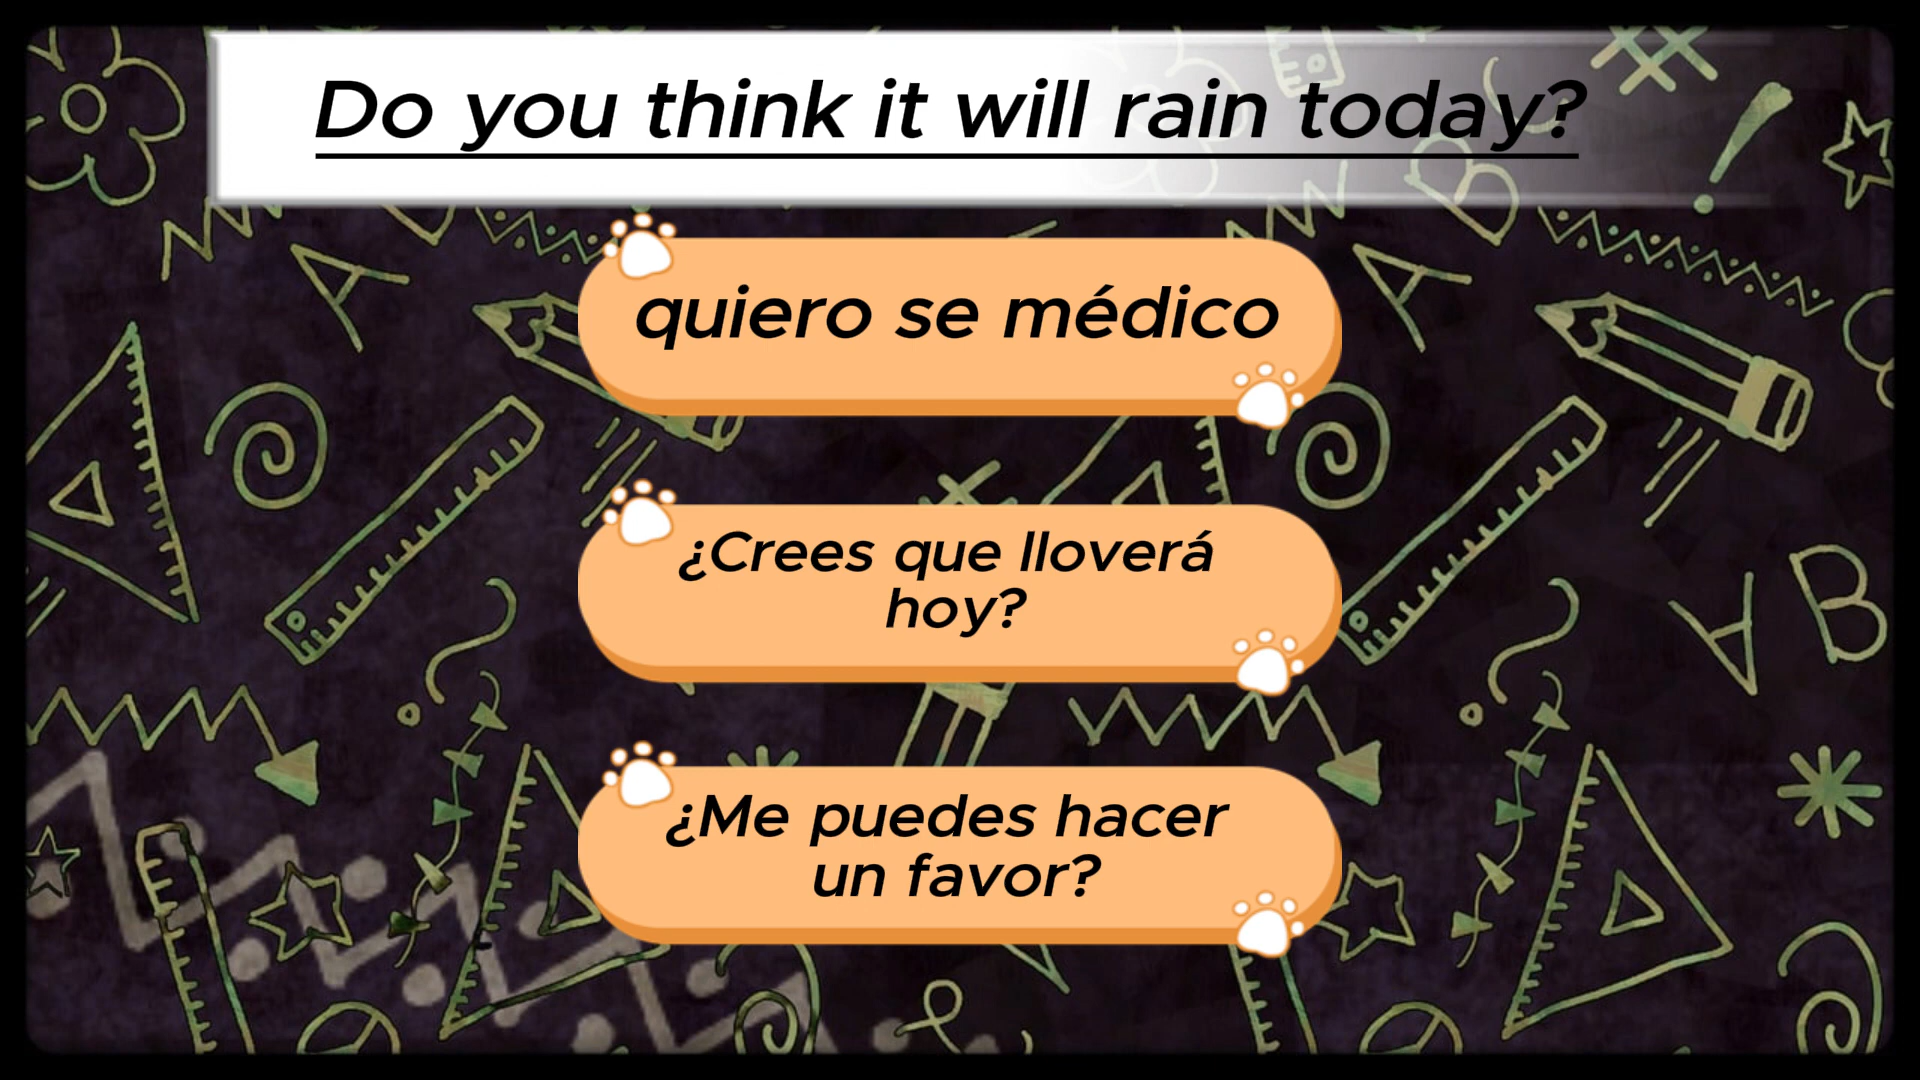 Do you think it will rain today?
quiero se médico
¿Crees que lloverá
hoy?
¿Me puedes hacer
un favor?